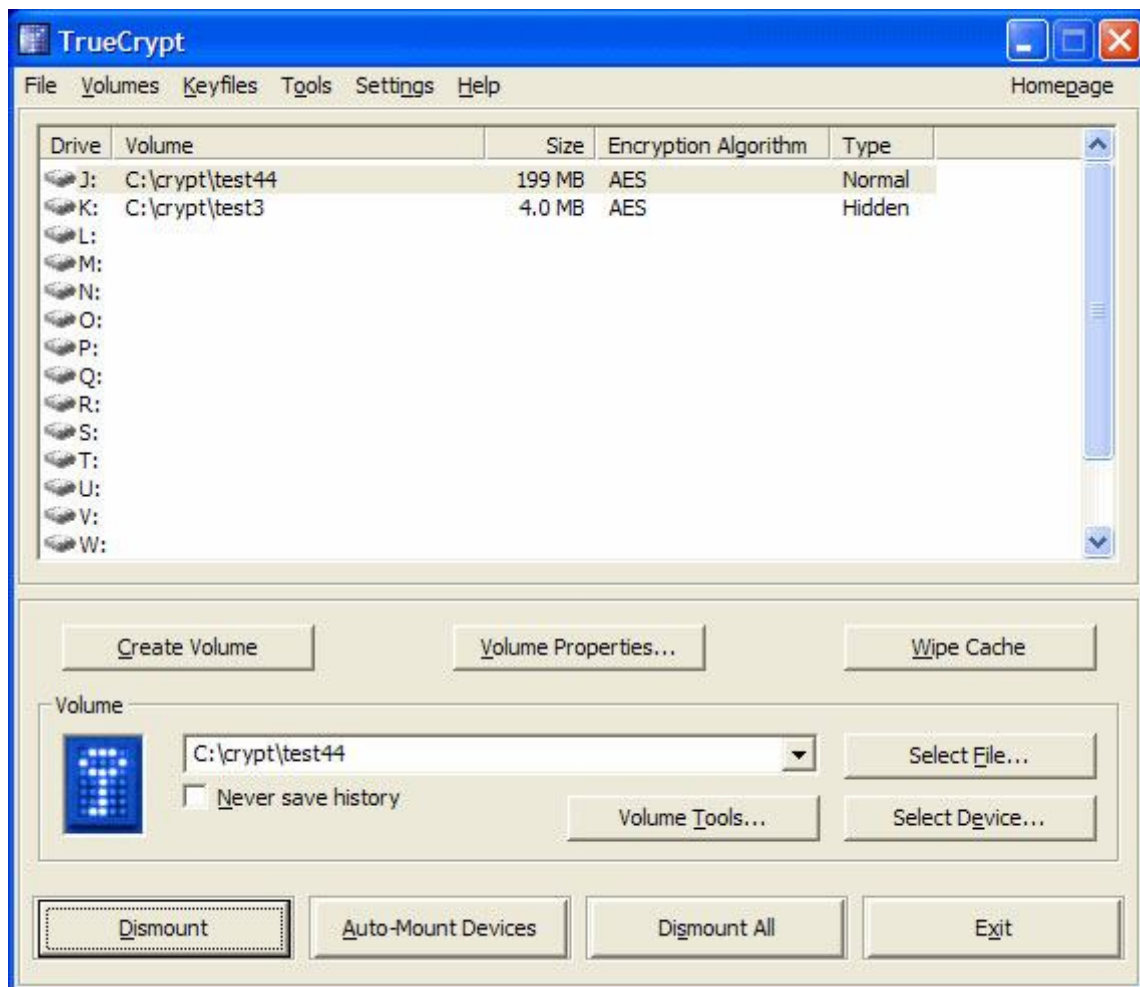 TrueCrypt
File Volumes Keyfiles Tools Settings Help Homepage
Drive Volume Size Encryption Algorithm Type
J: C:\crypt\test44 199 MB AES Normal
K: C:\crypt\test3 4.0 MB AES Hidden
L:
M:
N:
O:
P:
Q:
R:
S:
T:
U:
V:
W:
Create Volume Volume Properties... Wipe Cache
Volume
C:\crypt\test44 Select File...
Never save history
Volume Tools... Select Device...
Dismount Auto-Mount Devices Dismount All Exit